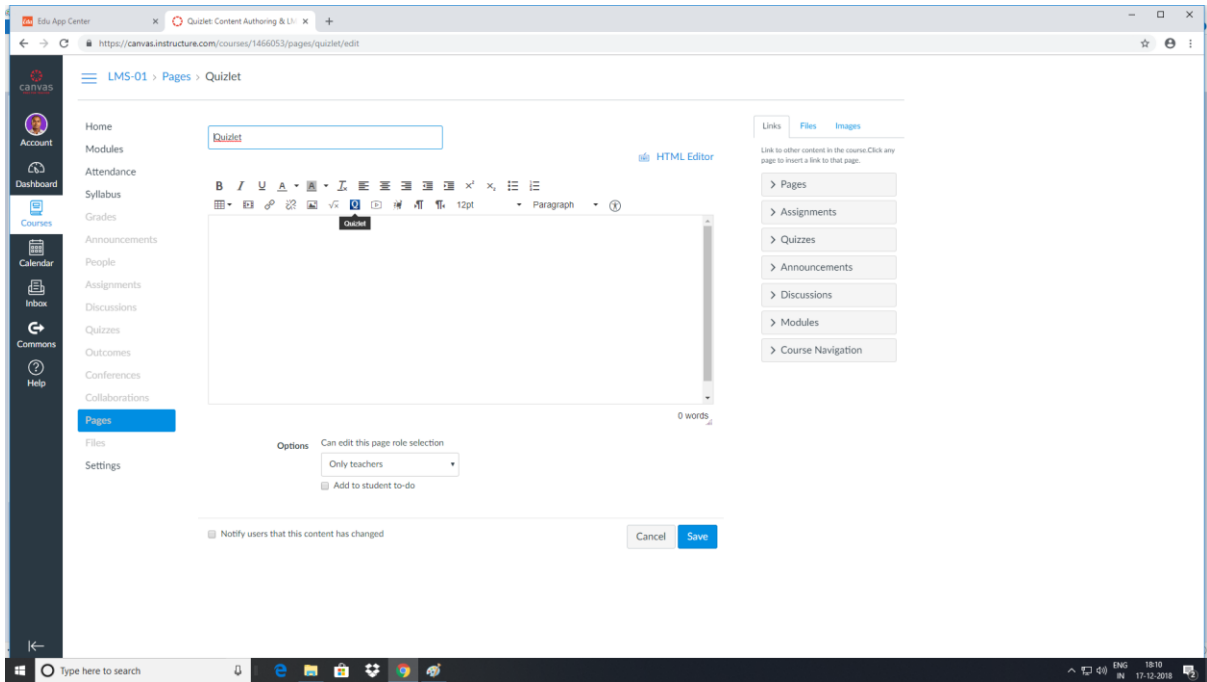 Edu App Center
Quizlet: Content Authoring & LM
https://canvas.instructure.com/courses/1466053/pages/quizlet/edit
canvas
LMS-01 > Pages > Quizlet
Account
Dashboard
Courses
Calendar
Inbox
Commons
Help
Home
Modules
Attendance
Syllabus
Grades
Announcements
People
Assignments
Discussions
Quizzes
Outcomes
Conferences
Collaborations
Pages
Files
Settings
Quizlet
HTML Editor
B I U A A
12pt Paragraph
Quizlet
0 words
Options
Can edit this page role selection
Only teachers
Add to student to-do
Notify users that this content has changed
Cancel Save
Links Files Images
Link to other content in the course.Click any
page to insert a link to that page.
Pages
Assignments
Quizzes
Announcements
Discussions
Modules
Course Navigation
Type here to search
ENG
IN
18:10
17-12-2018